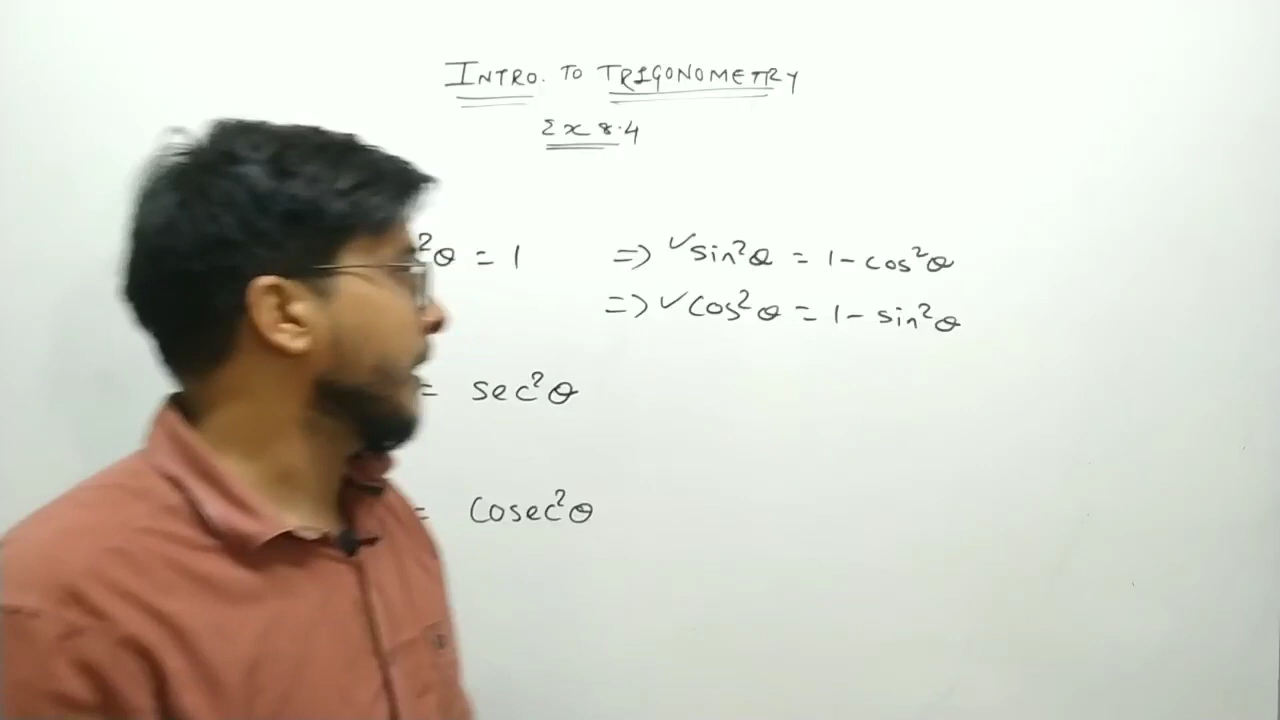 INTRO. TO TRIGONOMETRY
Ex 8.4
²θ = 1 => ✓sin²θ = 1 - cos²θ
=> ✓cos²θ = 1 - sin²θ
= sec²θ
= cosec²θ